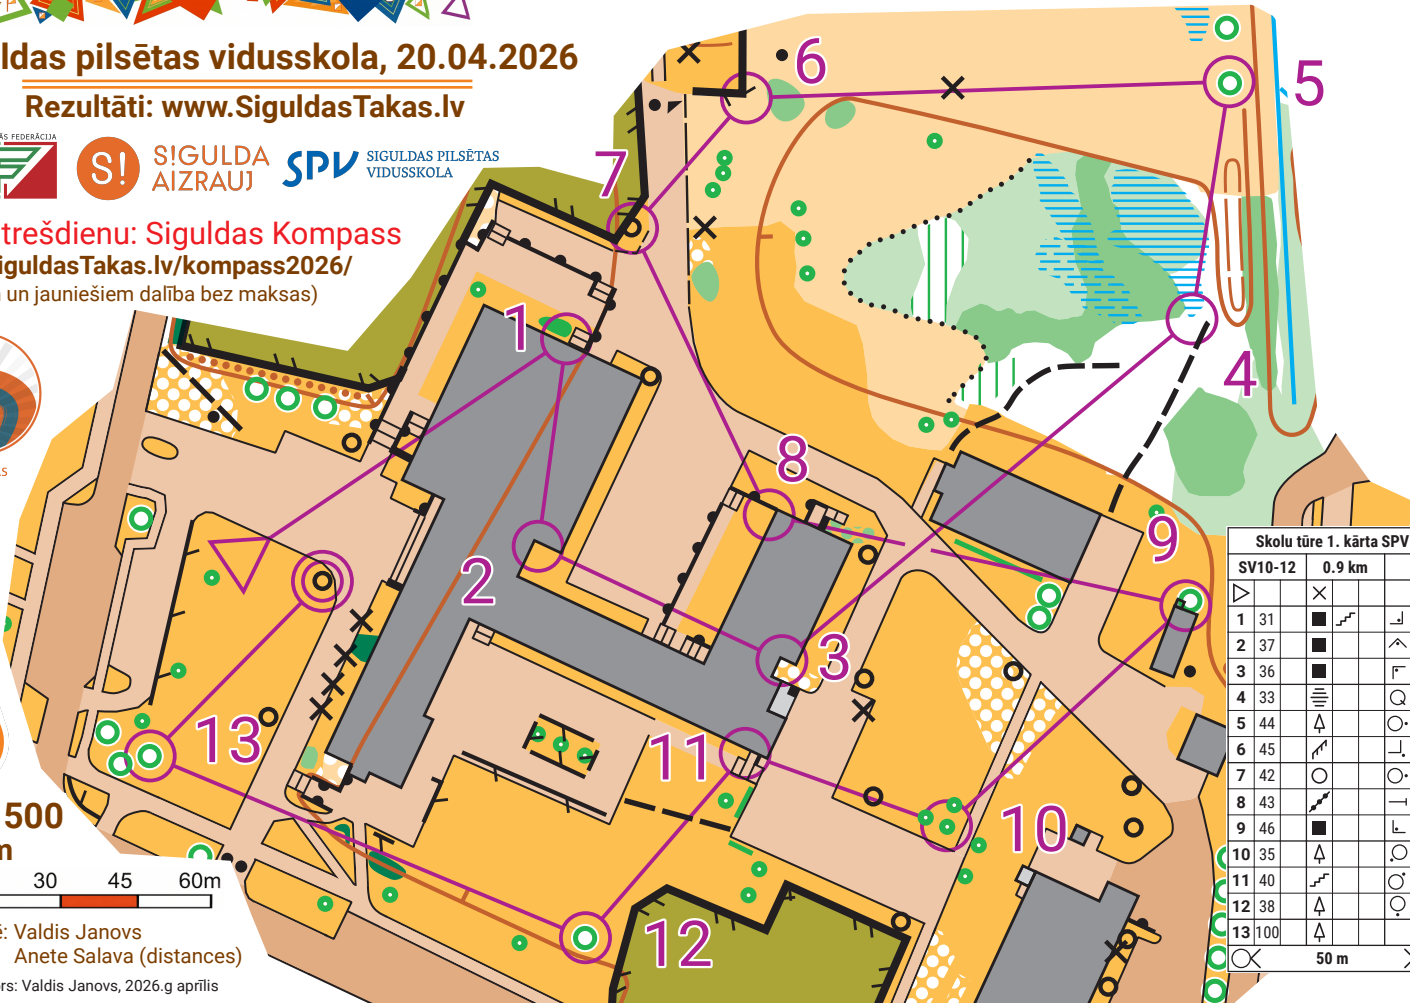 ldas pilsētas vidusskola, 20.04.2026
Rezultāti: www.SiguldasTakas.lv
ĀS FEDERĀCIJA
S!
S!GULDA
AIZRAUJ
SPV
SIGULDAS PILSĒTAS
VIDUSSKOLA
trešdienu: Siguldas Kompass
iguldasTakas.lv/kompass2026/
un jauniešiem dalība bez maksas)
1
2
3
4
5
6
7
8
9
10
11
12
13
500
m
30 45 60m
: Valdis Janovs
Anete Salava (distances)
ors: Valdis Janovs, 2026.g aprīlis
Skolu tūre 1. kārta SPV
SV10-12 0.9 km
1 31
2 37
3 36
4 33
5 44
6 45
7 42
8 43
9 46
10 35
11 40
12 38
13 100
50 m